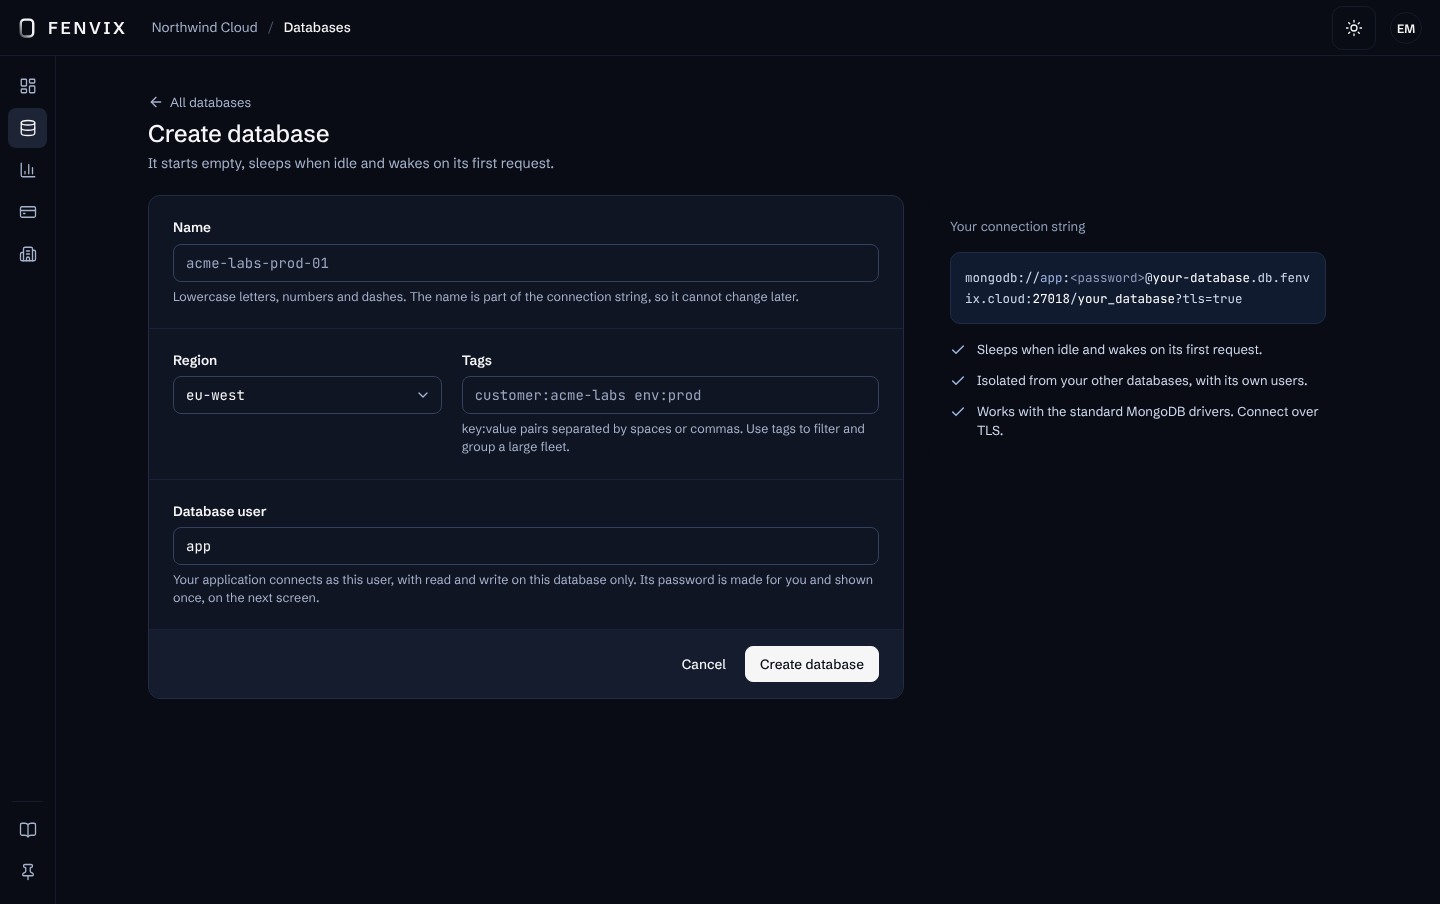 FENVIX
Northwind Cloud / Databases
EM
All databases
Create database
It starts empty, sleeps when idle and wakes on its first request.
Name
acme-labs-prod-01
Lowercase letters, numbers and dashes. The name is part of the connection string, so it cannot change later.
Region
eu-west
Tags
customer:acme-labs env:prod
key:value pairs separated by spaces or commas. Use tags to filter and
group a large fleet.
Database user
app
Your application connects as this user, with read and write on this database only. Its password is made for you and shown
once, on the next screen.
Cancel
Create database
Your connection string
mongodb://app:<password>@your-database.db.fenv
ix.cloud:27018/your_database?tls=true
Sleeps when idle and wakes on its first request.
Isolated from your other databases, with its own users.
Works with the standard MongoDB drivers. Connect over
TLS.